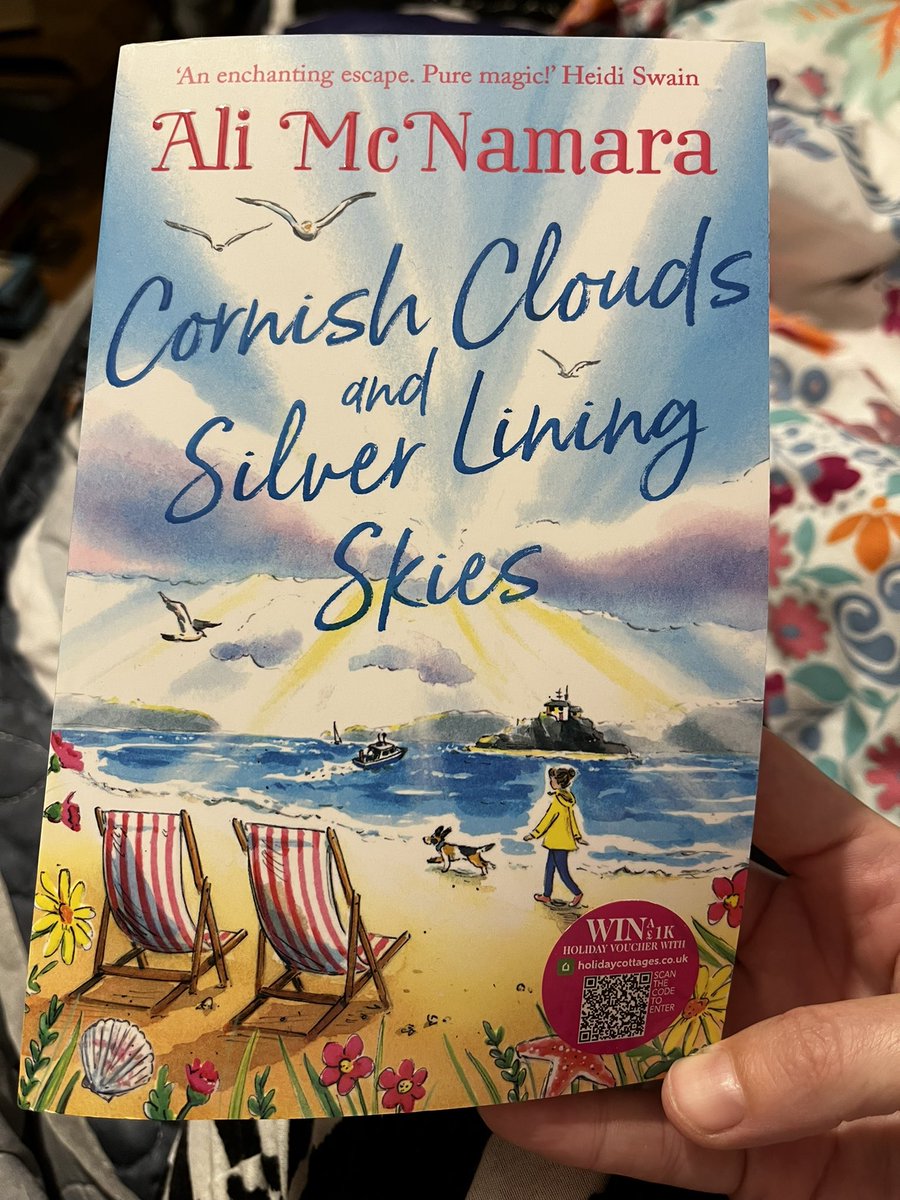 ‘An enchanting escape. Pure magic!’ Heidi Swain
Ali McNamara
Cornish Clouds
and
Silver Lining
Skies
WIN A £1K
HOLIDAY VOUCHER WITH
holidaycottages.co.uk
SCAN
THE
CODE
TO
ENTER